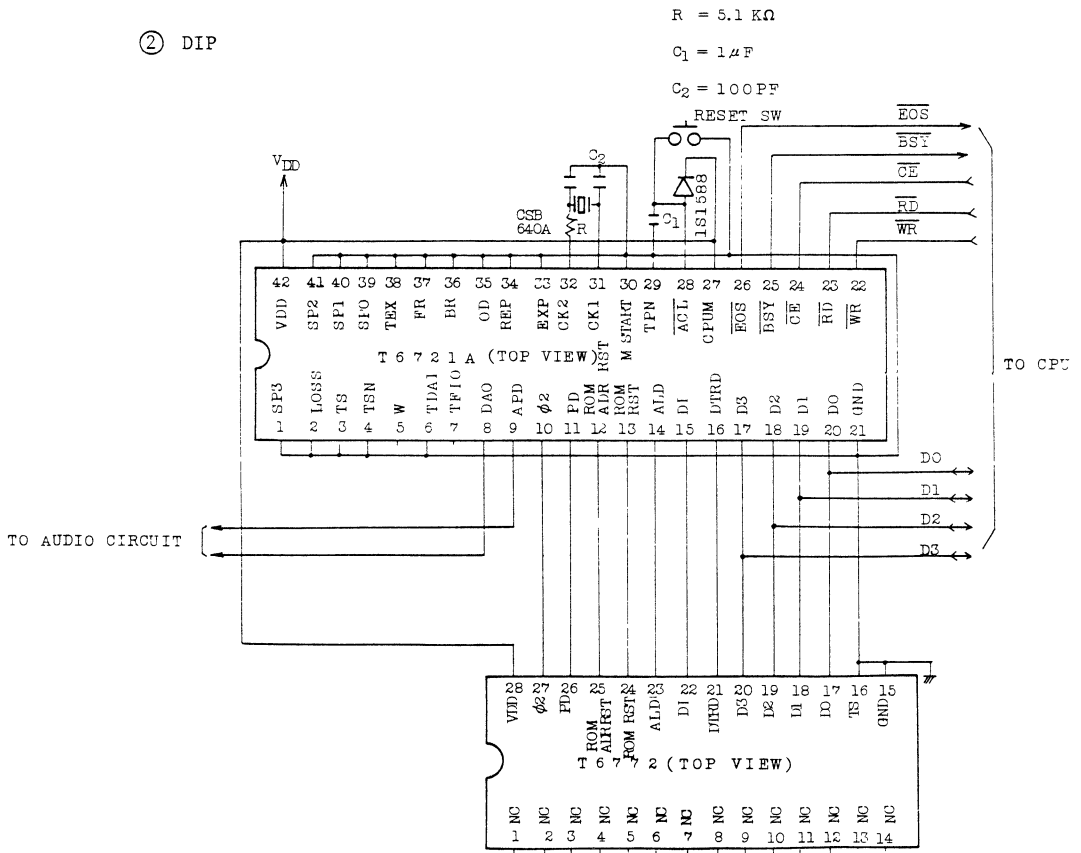 ② DIP
R = 5.1 KΩ
C1 = 1μF
C2 = 100PF
RESET SW
EOS
BSY
CE
RD
WR
VDD
C2
CSB
640A
R
C1
1S1588
42 41 40 39 38 37 36 35 34 33 32 31 30 29 28 27 26 25 24 23 22
VDD SP2 SP1 SPO TEX FR BR OD REP EXP CK2 CK1 M START TPN ACL CPUM EOS BSY CE RD WR
T6721A (TOP VIEW)
SP3 LOSS TS TSN W TDAI TFIO DAO APD φ2 PD ROM ADR RST ROM RST ALD DI DTRD D3 D2 D1 DO GND
1 2 3 4 5 6 7 8 9 10 11 12 13 14 15 16 17 18 19 20 21
TO CPU
DO
D1
D2
D3
TO AUDIO CIRCUIT
28 27 26 25 24 23 22 21 20 19 18 17 16 15
VDD φ2 PD ROM ADR RST ROM RST ALD DI DTRD D3 D2 D1 DO TS GND
T6772 (TOP VIEW)
NC NC NC NC NC NC NC NC NC NC NC NC NC NC
1 2 3 4 5 6 7 8 9 10 11 12 13 14